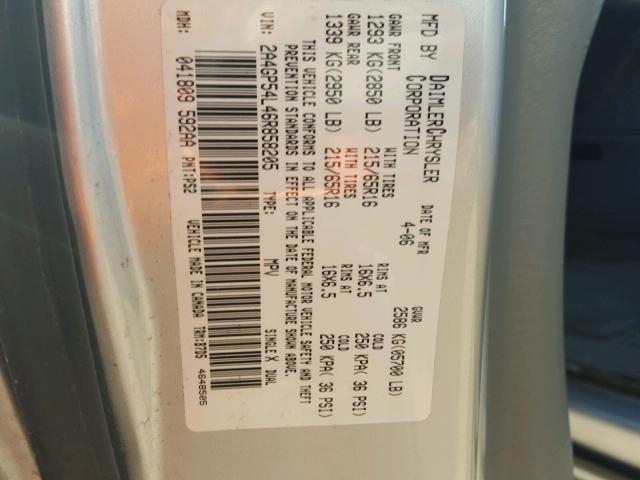 MFD BY DAIMLERCHRYSLER CORPORATION
DATE OF MFR 4-06
GVWR 2586 KG(05700 LB)
GAWR FRONT WITH TIRES RIMS AT COLD
1293 KG(2850 LB) 215/65R16 16X6.5 250 KPA( 36 PSI)
GAWR REAR WITH TIRES RIMS AT COLD
1339 KG(2950 LB) 215/65R16 16X6.5 250 KPA( 36 PSI)
THIS VEHICLE CONFORMS TO ALL APPLICABLE FEDERAL MOTOR VEHICLE SAFETY AND THEFT
PREVENTION STANDARDS IN EFFECT ON THE DATE OF MANUFACTURE SHOWN ABOVE.
VIN: 2A4GP54L46R858205 TYPE: MPV SINGLE X DUAL
MDH: 041809 592AA PNT:PS2 VEHICLE MADE IN CANADA TRM:B7D5 4648505